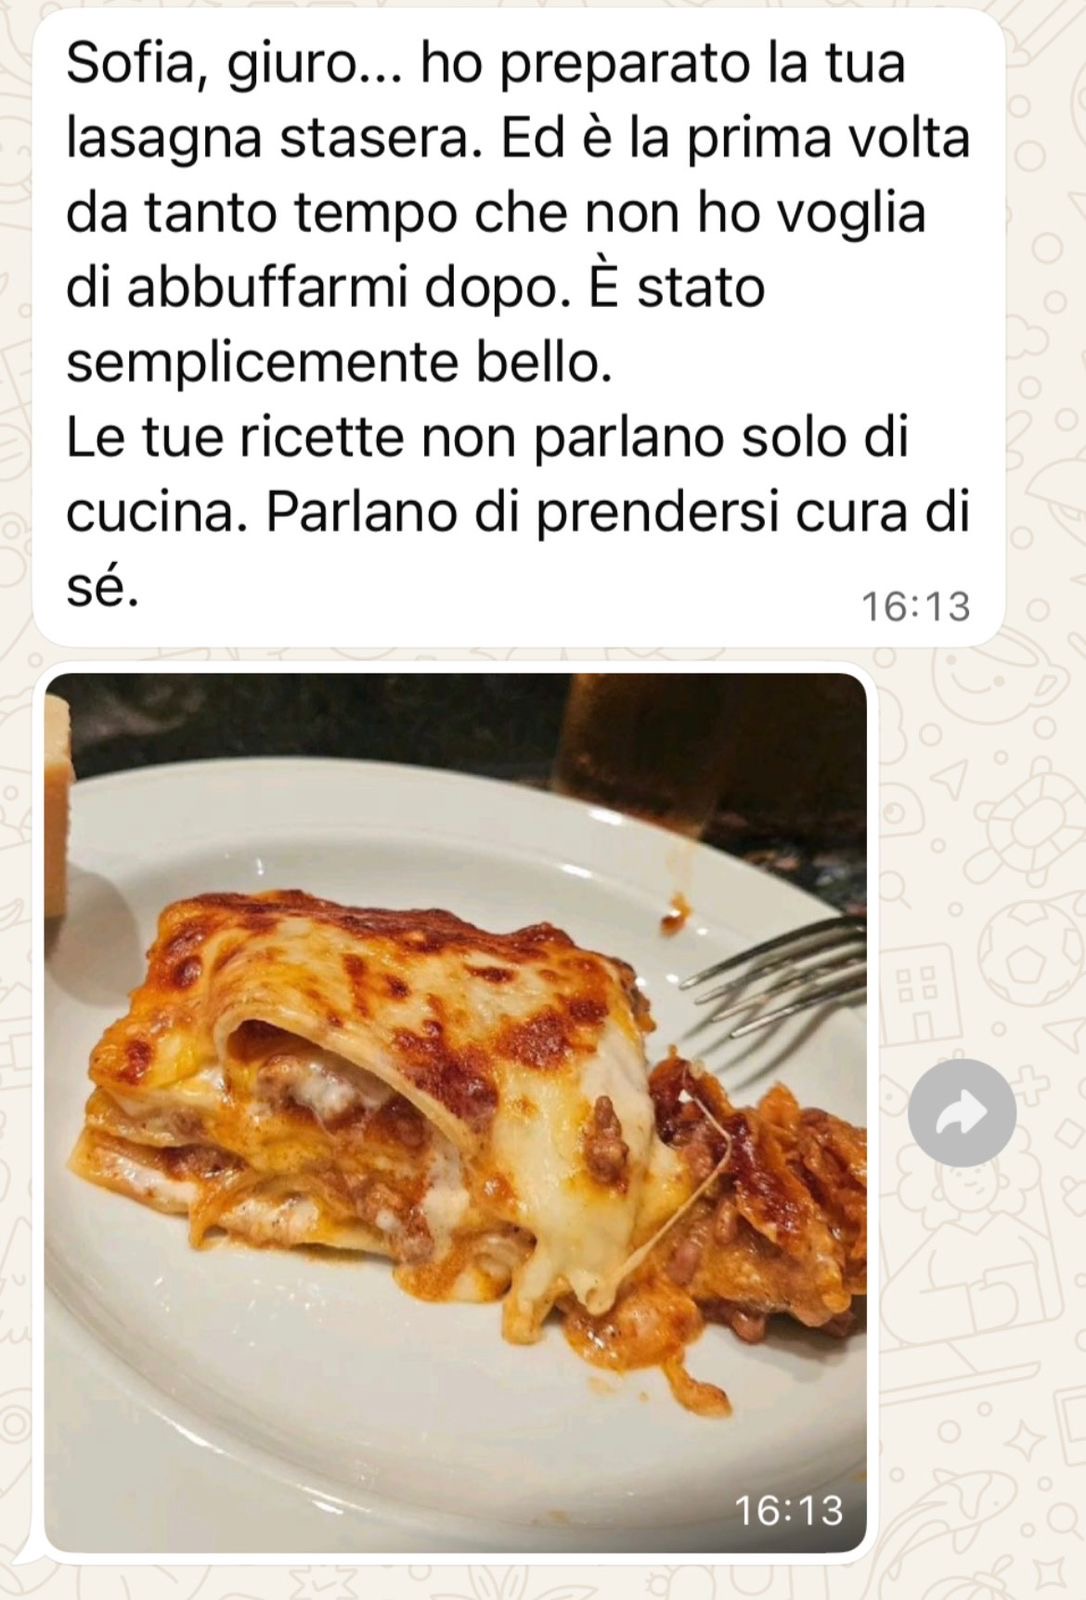 Sofia, giuro... ho preparato la tua
lasagna stasera. Ed è la prima volta
da tanto tempo che non ho voglia
di abbuffarmi dopo. È stato
semplicemente bello.
Le tue ricette non parlano solo di
cucina. Parlano di prendersi cura di
sé.
16:13
16:13